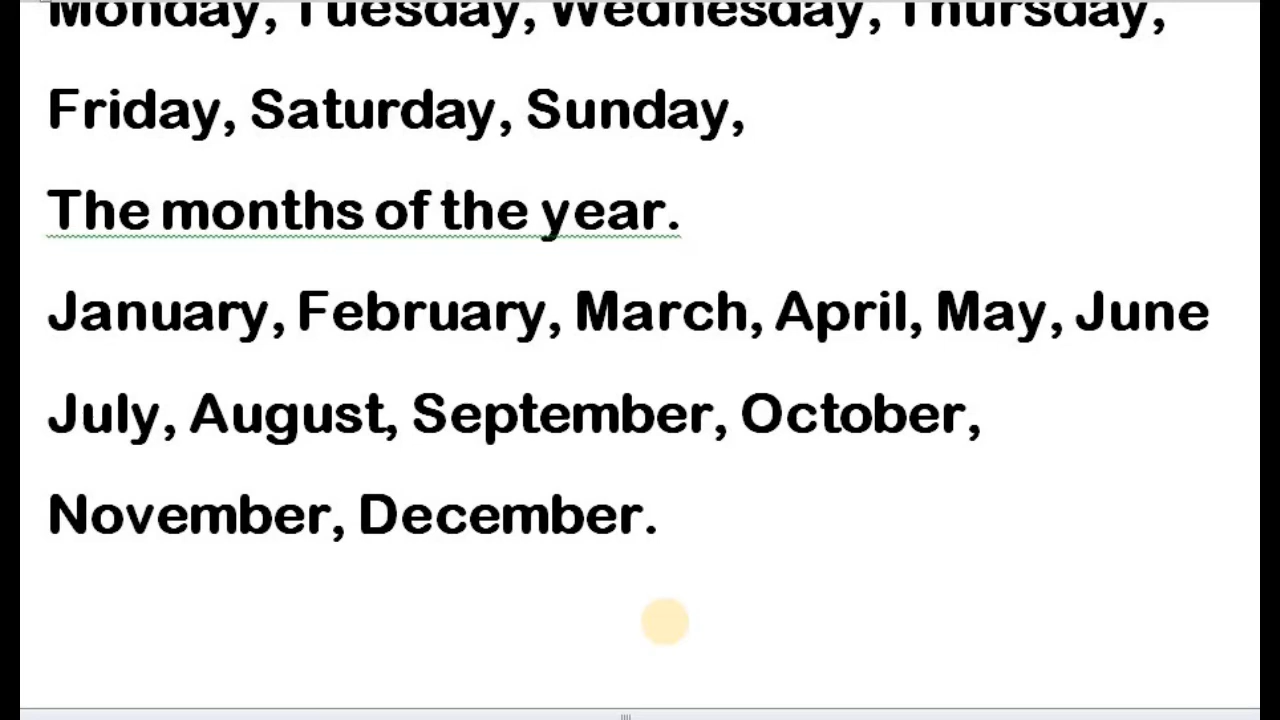 Monday, Tuesday, Wednesday, Thursday,
Friday, Saturday, Sunday,
The months of the year.
January, February, March, April, May, June
July, August, September, October,
November, December.